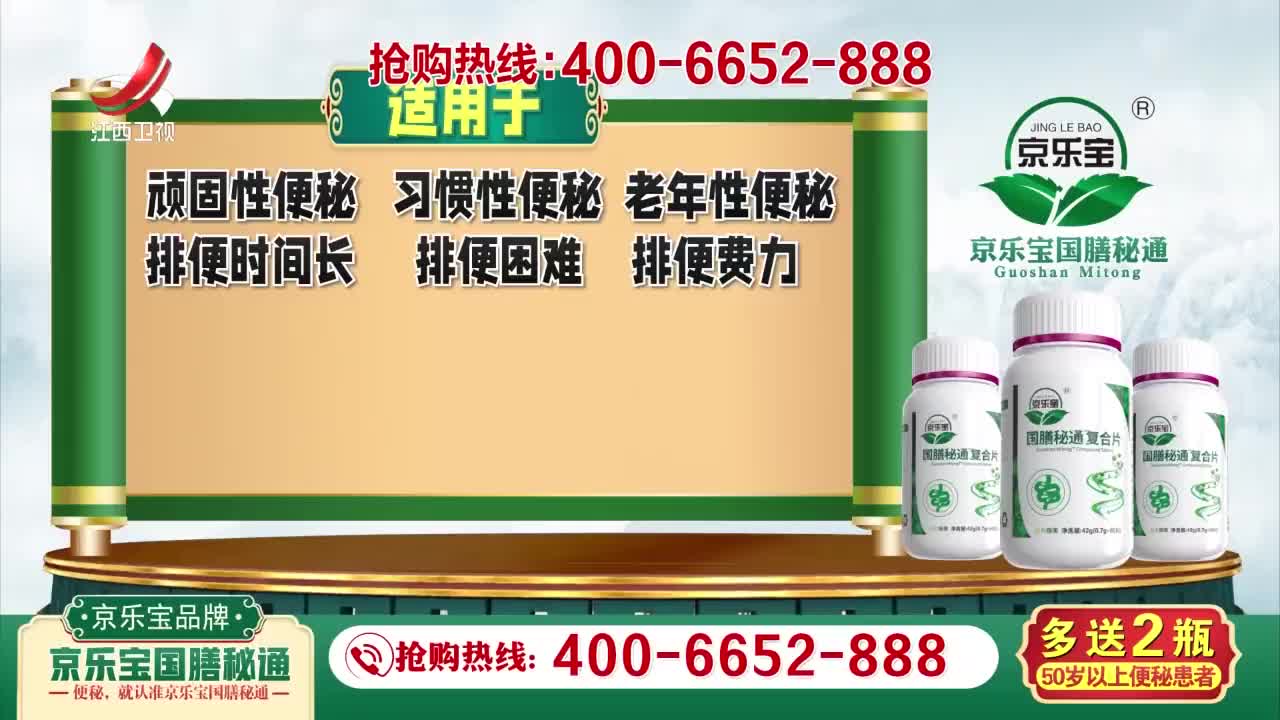 抢购热线:400-6652-888
江西卫视
适用于
顽固性便秘 习惯性便秘 老年性便秘
排便时间长 排便困难 排便费力
®
JING LE BAO
京乐宝
京乐宝国膳秘通
Guoshan Mitong
京乐宝
国膳秘通复合片
京乐宝
国膳秘通复合片
京乐宝
国膳秘通复合片
京乐宝品牌
京乐宝国膳秘通
便秘,就认准京乐宝国膳秘通
抢购热线: 400-6652-888
多送2瓶
50岁以上便秘患者